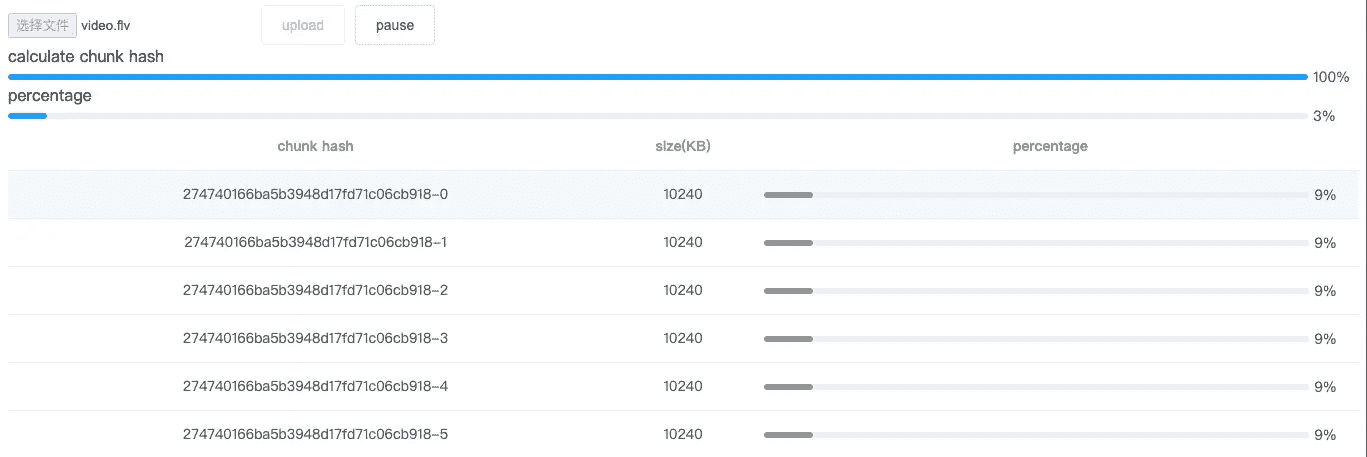 选择文件 video.flv upload pause
calculate chunk hash
100%
percentage
3%
chunk hash size(KB) percentage
274740166ba5b3948d17fd71c06cb918-0 10240 9%
274740166ba5b3948d17fd71c06cb918-1 10240 9%
274740166ba5b3948d17fd71c06cb918-2 10240 9%
274740166ba5b3948d17fd71c06cb918-3 10240 9%
274740166ba5b3948d17fd71c06cb918-4 10240 9%
274740166ba5b3948d17fd71c06cb918-5 10240 9%